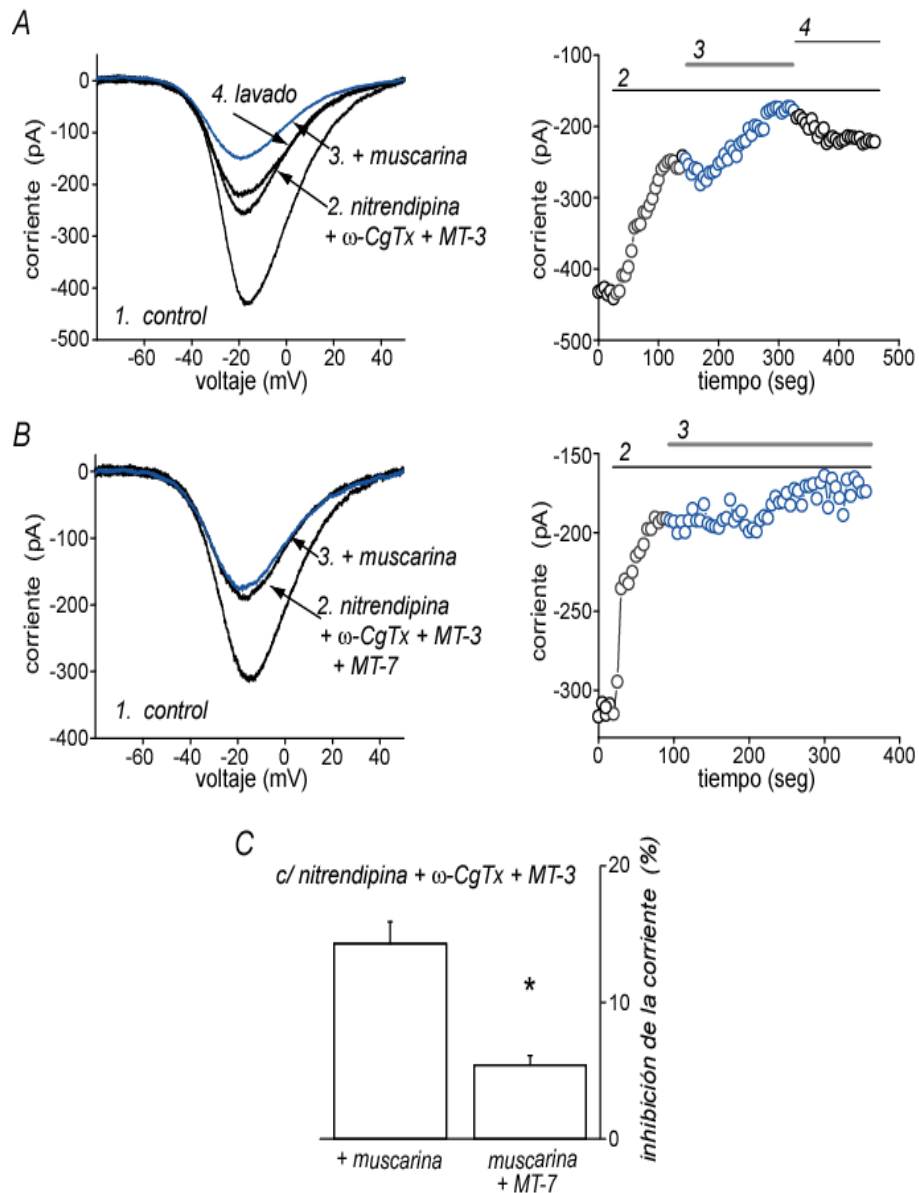 A
corriente (pA)
0
-100
-200
-300
-400
-500
4. lavado
3. + muscarina
2. nitrendipina
+ ω-CgTx + MT-3
1. control
-60 -40 -20 0 20 40
voltaje (mV)
2 3 4
corriente (pA)
-100
-200
-300
-400
-500
0 100 200 300 400 500
tiempo (seg)
B
corriente (pA)
0
-100
-200
-300
-400
3. + muscarina
2. nitrendipina
+ ω-CgTx + MT-3
+ MT-7
1. control
-60 -40 -20 0 20 40
voltaje (mV)
2 3
corriente (pA)
-150
-200
-250
-300
0 100 200 300 400
tiempo (seg)
C
c/ nitrendipina + ω-CgTx + MT-3
*
20
10
0
inhibición de la corriente (%)
+ muscarina
muscarina
+ MT-7